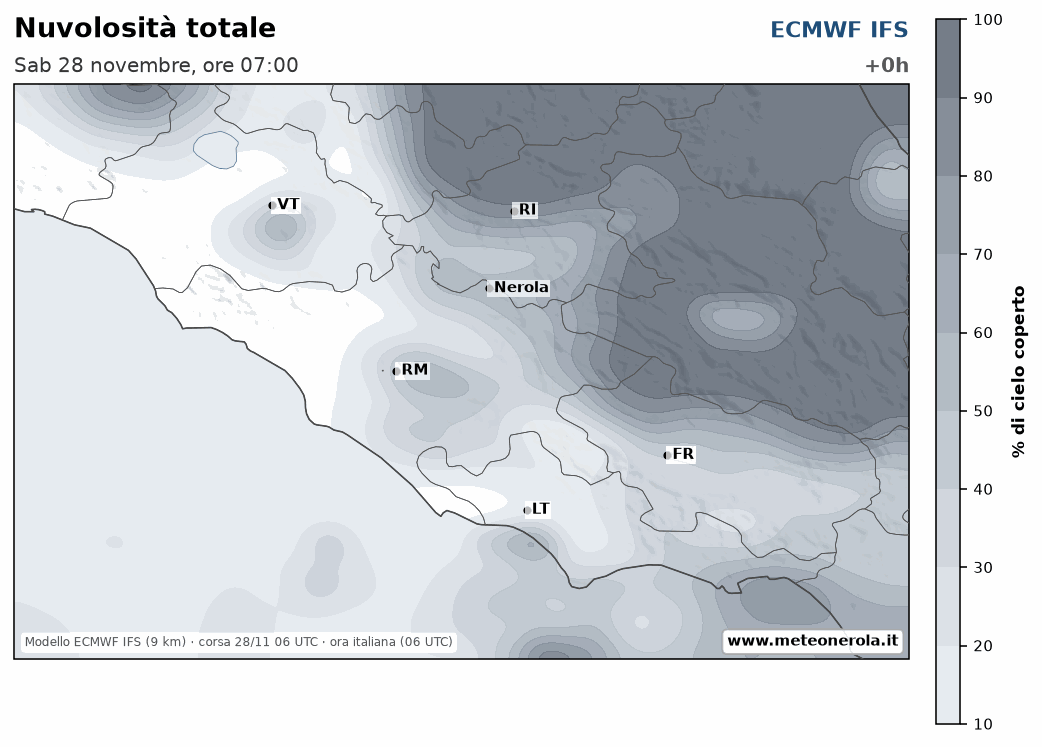 Nuvolosità totale
ECMWF IFS
Sab 28 novembre, ore 07:00
+0h
100
90
80
70
60
50
40
30
20
10
% di cielo coperto
VT
RI
Nerola
RM
FR
LT
Modello ECMWF IFS (9 km) · corsa 28/11 06 UTC · ora italiana (06 UTC)
www.meteonerola.it